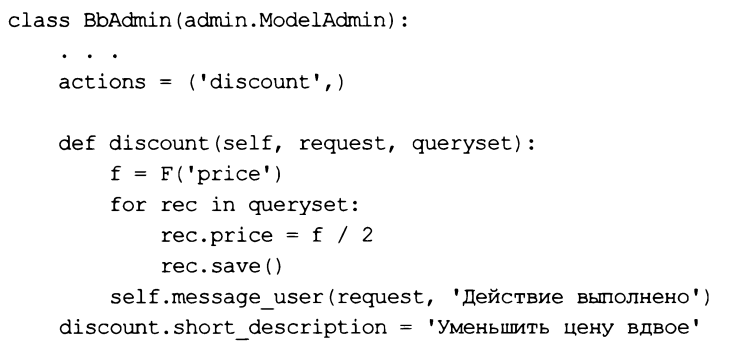 class BbAdmin(admin.ModelAdmin):
    . . .
    actions = ('discount',)

    def discount(self, request, queryset):
        f = F('price')
        for rec in queryset:
            rec.price = f / 2
            rec.save()
        self.message_user(request, 'Действие выполнено')
    discount.short_description = 'Уменьшить цену вдвое'